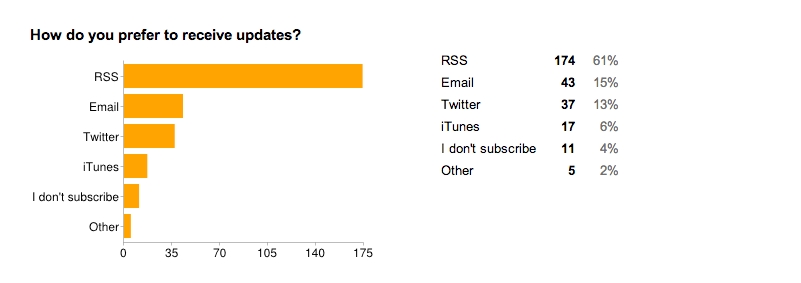 How do you prefer to receive updates?
RSS
Email
Twitter
iTunes
I don't subscribe
Other
0 35 70 105 140 175
RSS 174 61%
Email 43 15%
Twitter 37 13%
iTunes 17 6%
I don't subscribe 11 4%
Other 5 2%